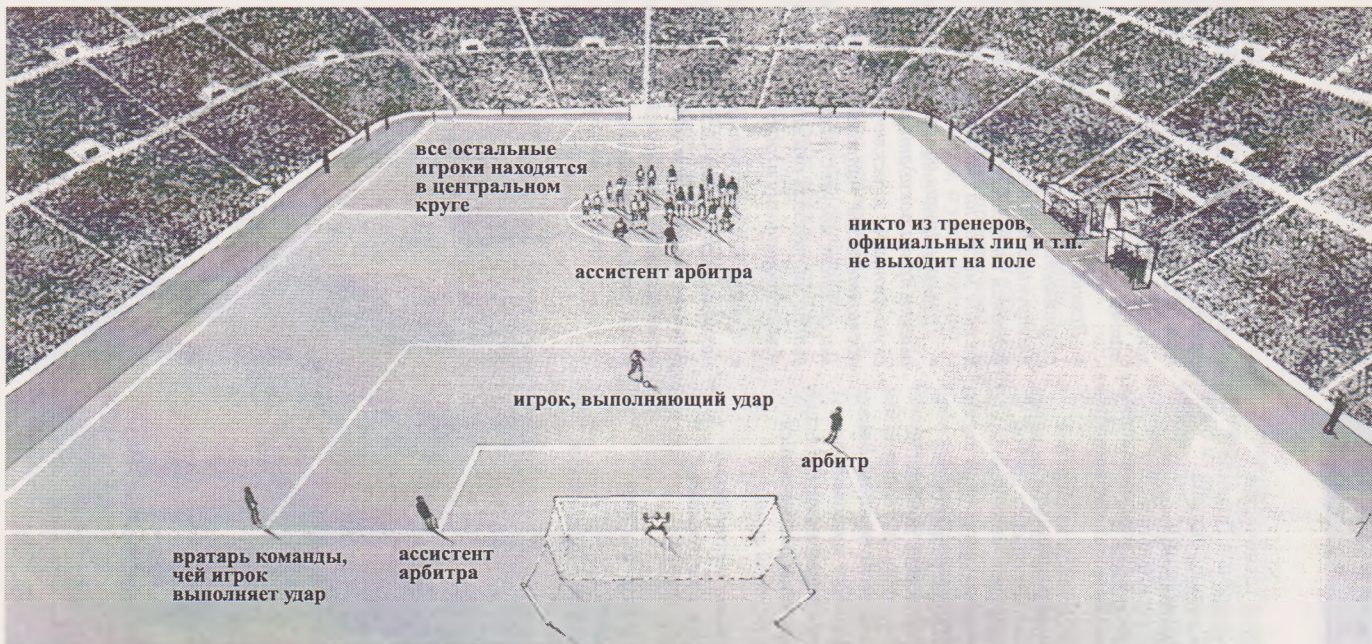 все остальные
игроки находятся
в центральном
круге
никто из тренеров,
официальных лиц и т.п.
не выходит на поле
ассистент арбитра
игрок, выполняющий удар
арбитр
вратарь команды,
чей игрок
выполняет удар
ассистент
арбитра